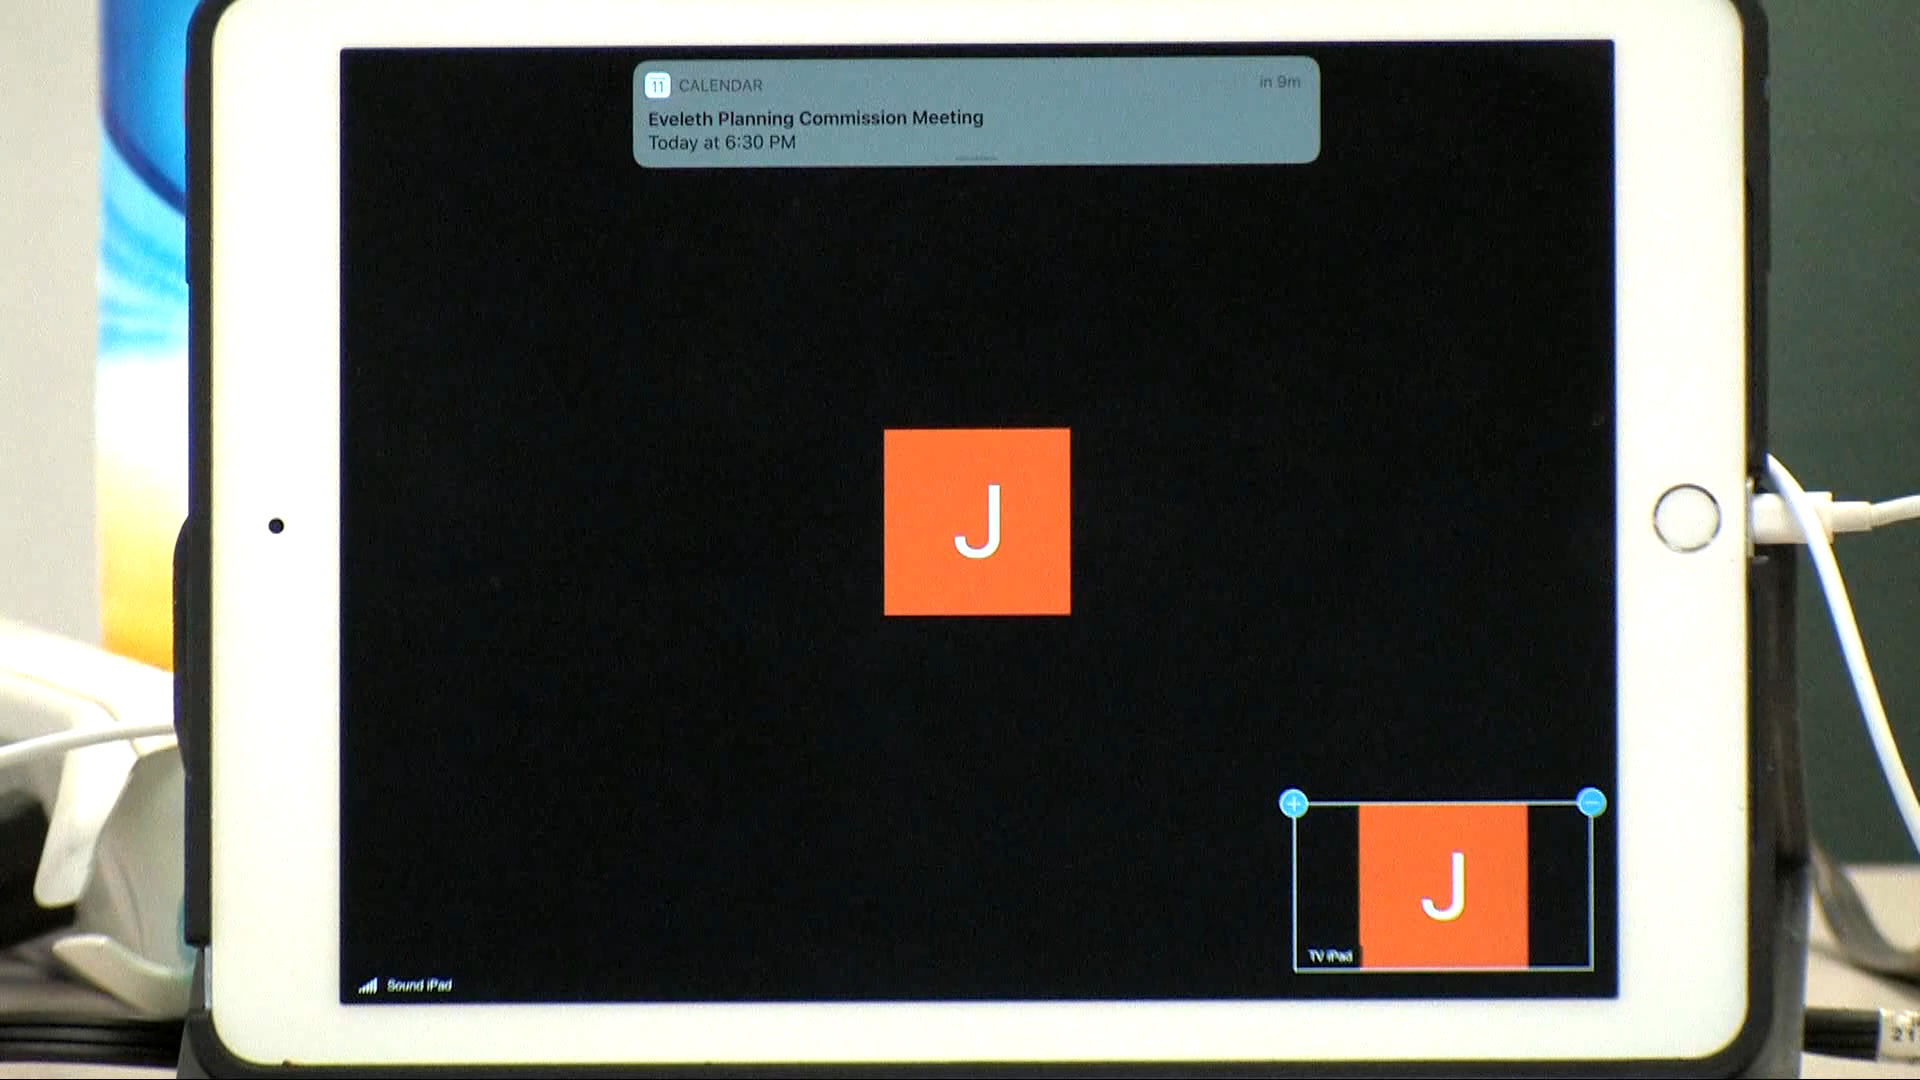 11 CALENDAR in 9m
Eveleth Planning Commission Meeting
Today at 6:30 PM
J
J
TV iPad
Sound iPad